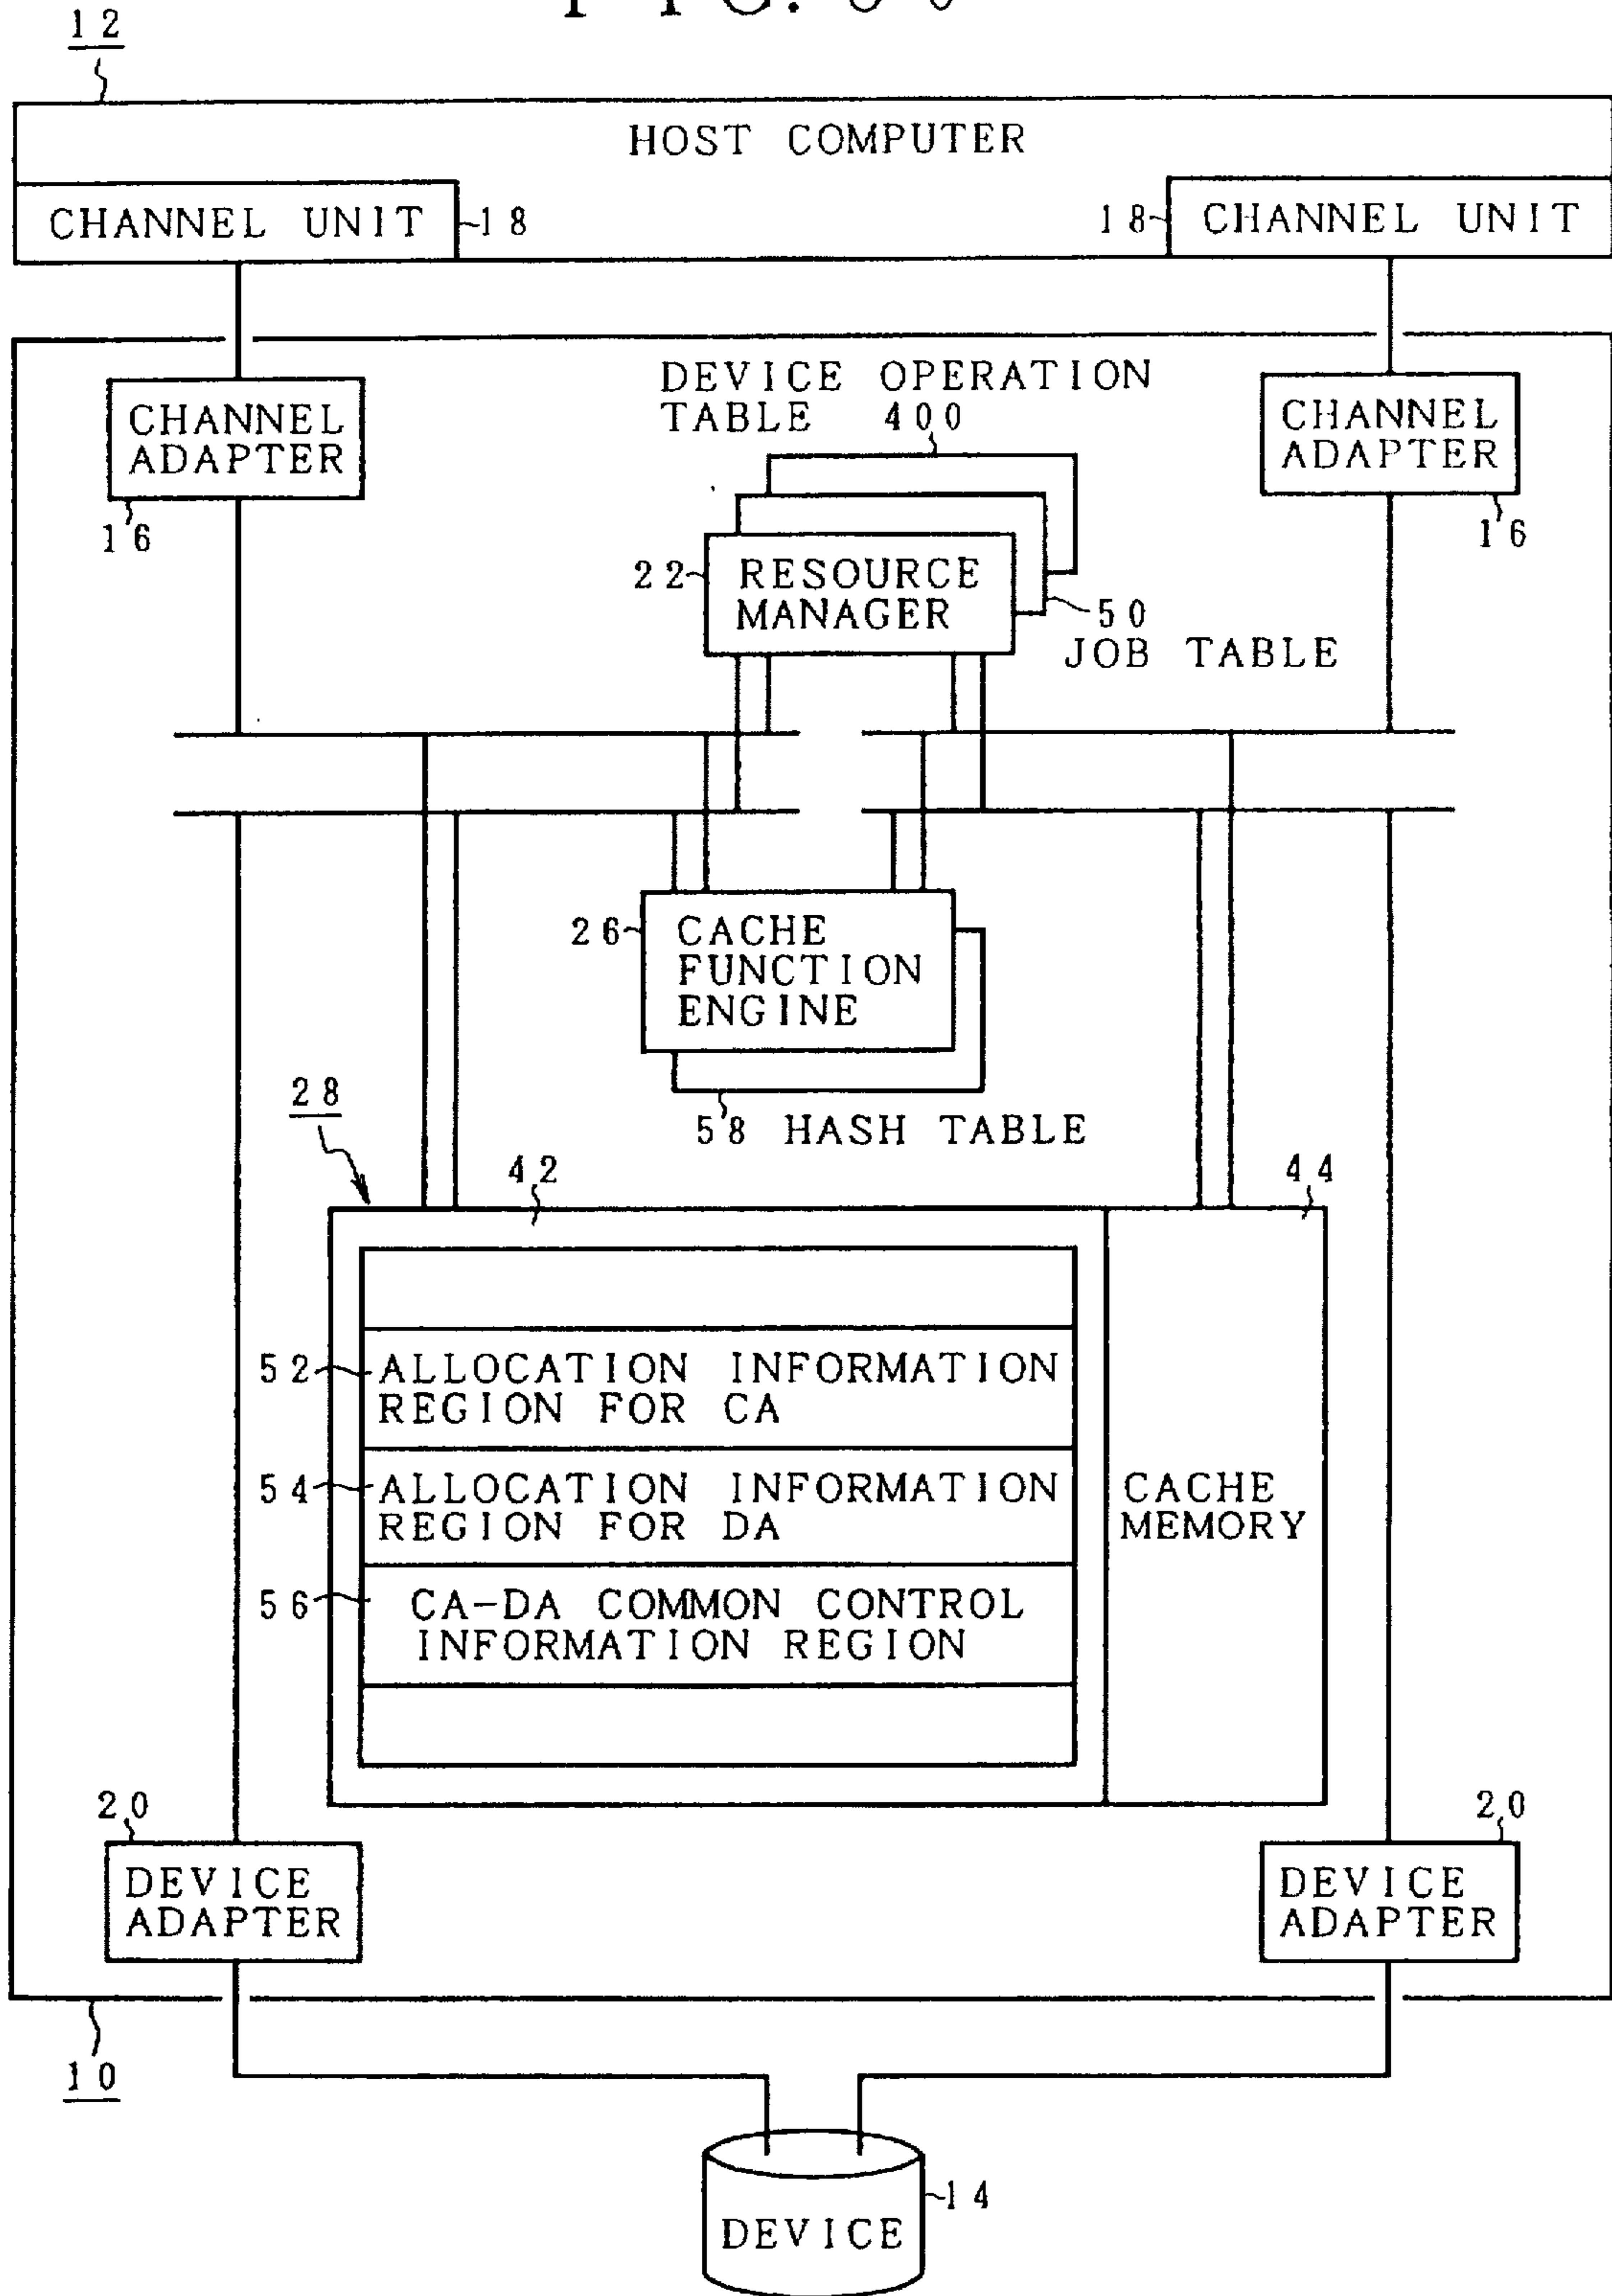 12
HOST COMPUTER
CHANNEL UNIT
18
18
CHANNEL UNIT
CHANNEL
ADAPTER
16
DEVICE OPERATION
TABLE 400
CHANNEL
ADAPTER
16
22
RESOURCE
MANAGER
50
JOB TABLE
26
CACHE
FUNCTION
ENGINE
58 HASH TABLE
28
42
44
52
ALLOCATION INFORMATION
REGION FOR CA
54
ALLOCATION INFORMATION
REGION FOR DA
56
CA-DA COMMON CONTROL
INFORMATION REGION
CACHE
MEMORY
20
DEVICE
ADAPTER
20
DEVICE
ADAPTER
10
14
DEVICE